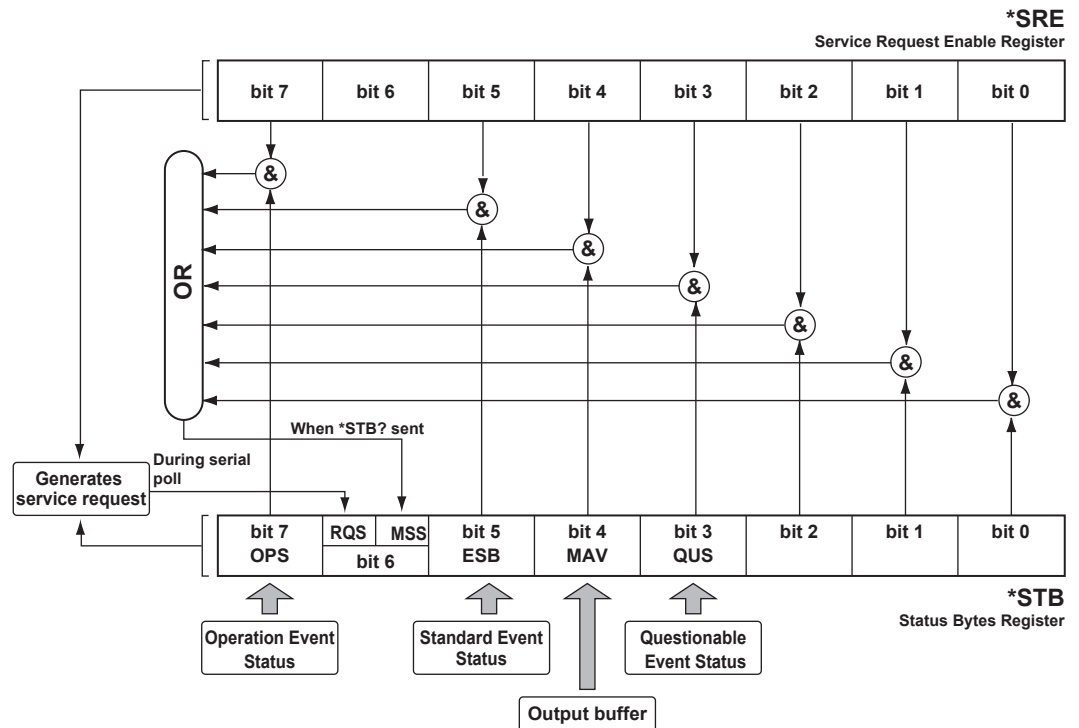 *SRE
Service Request Enable Register
bit 7 bit 6 bit 5 bit 4 bit 3 bit 2 bit 1 bit 0
&
&
&
&
&
&
&
OR
When *STB? sent
During serial
poll
Generates
service request
bit 7 RQS MSS bit 5 bit 4 bit 3 bit 2 bit 1 bit 0
OPS bit 6 ESB MAV QUS
*STB
Status Bytes Register
Operation Event
Status
Standard Event
Status
Questionable
Event Status
Output buffer